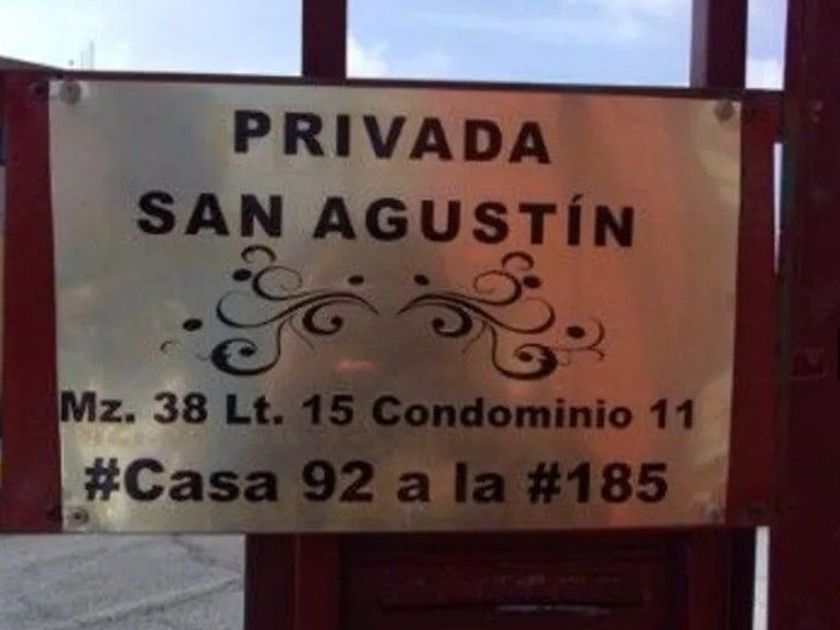 PRIVADA
SAN AGUSTÍN
Mz. 38 Lt. 15 Condominio 11
#Casa 92 a la #185